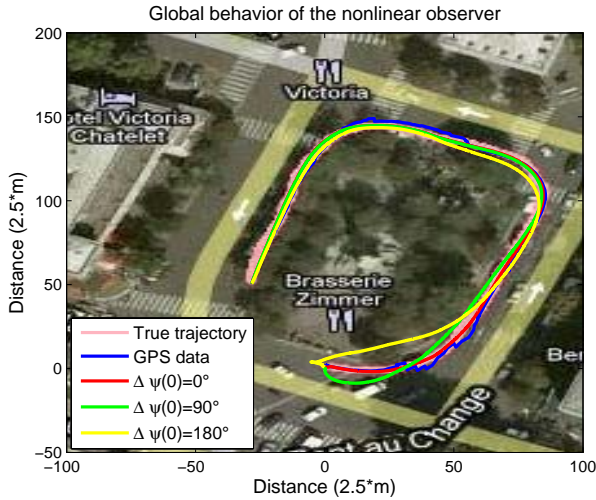 Global behavior of the nonlinear observer
200
150
100
50
0
−50
−100
−50
0
50
100
Distance (2.5*m)
Distance (2.5*m)
Victoria
otel Victoria
Chatelet
Brasserie
Zimmer
Ber
au Change
True trajectory
GPS data
Δ ψ(0)=0°
Δ ψ(0)=90°
Δ ψ(0)=180°